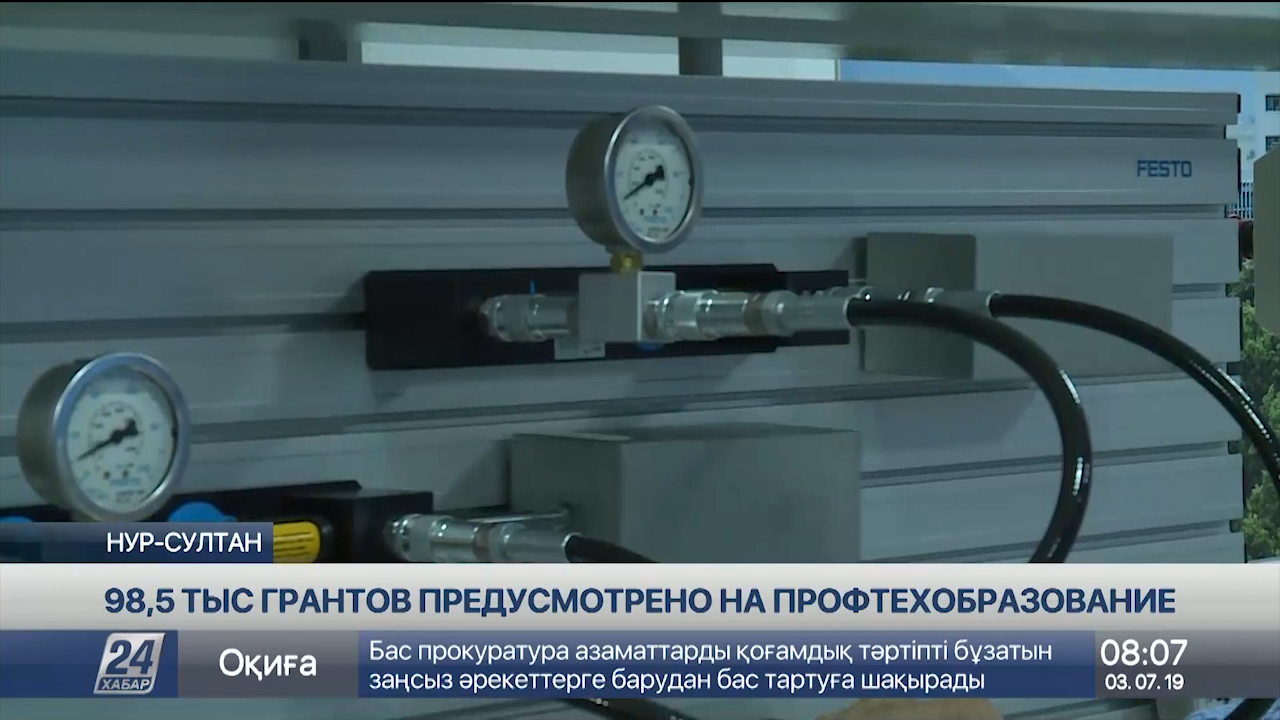 FESTO
НУР-СУЛТАН
98,5 ТЫС ГРАНТОВ ПРЕДУСМОТРЕНО НА ПРОФТЕХОБРАЗОВАНИЕ
24
ХАБАР
Оқиға
Бас прокуратура азаматтарды қоғамдық тәртіпті бұзатын
заңсыз әрекеттерге барудан бас тартуға шақырады
08:07
03.07.19